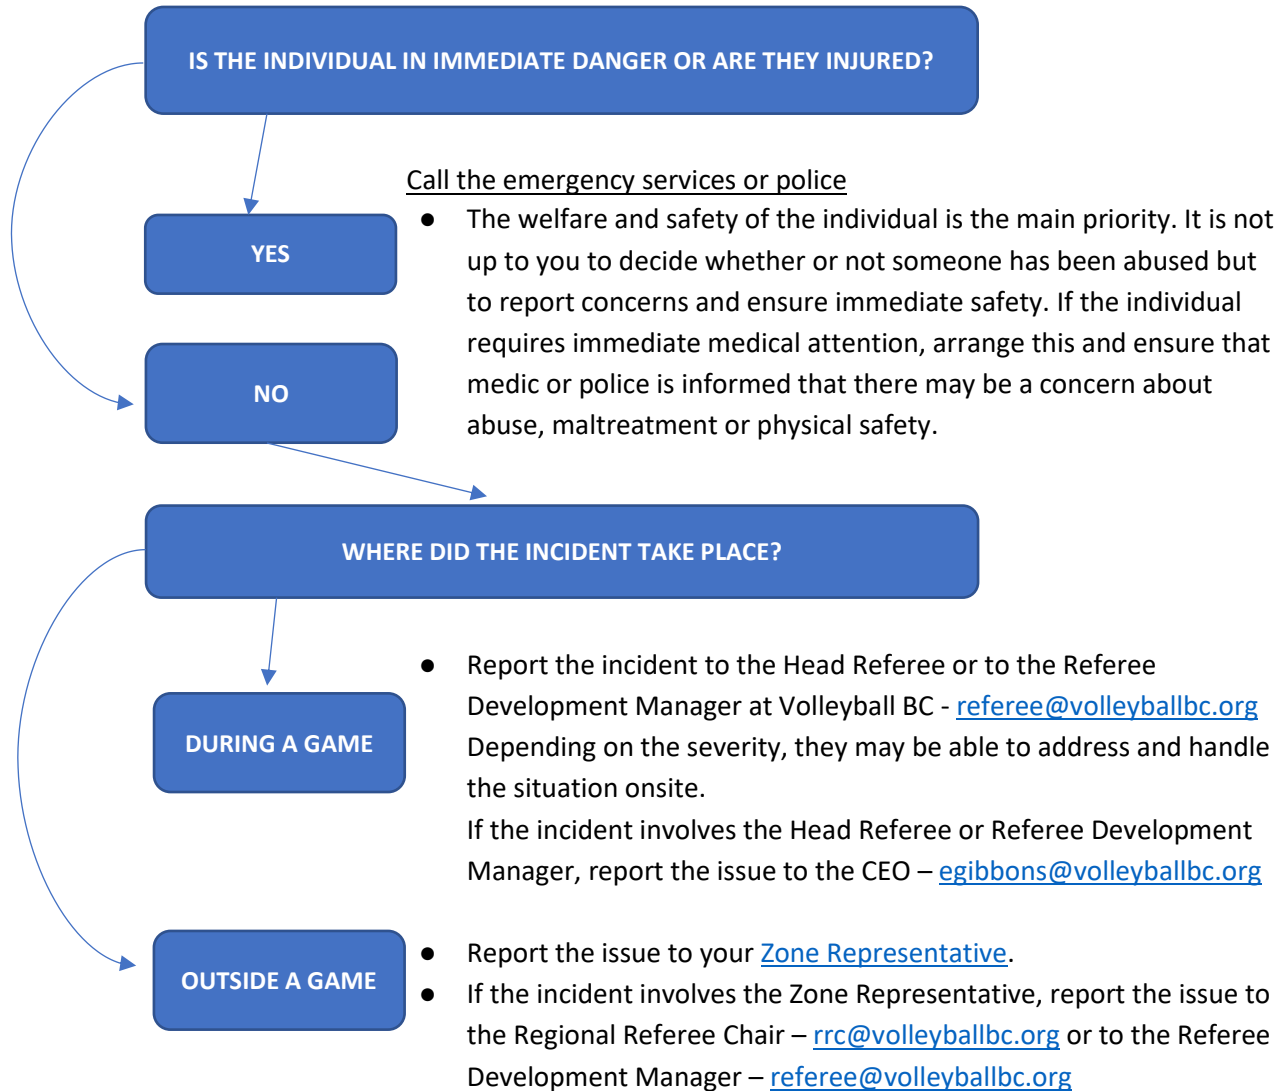 IS THE INDIVIDUAL IN IMMEDIATE DANGER OR ARE THEY INJURED?
YES
Call the emergency services or police
● The welfare and safety of the individual is the main priority. It is not
up to you to decide whether or not someone has been abused but
to report concerns and ensure immediate safety. If the individual
requires immediate medical attention, arrange this and ensure that
medic or police is informed that there may be a concern about
abuse, maltreatment or physical safety.
NO
WHERE DID THE INCIDENT TAKE PLACE?
DURING A GAME
● Report the incident to the Head Referee or to the Referee
Development Manager at Volleyball BC - referee@volleyballbc.org
Depending on the severity, they may be able to address and handle
the situation onsite.
If the incident involves the Head Referee or Referee Development
Manager, report the issue to the CEO – egibbons@volleyballbc.org
OUTSIDE A GAME
● Report the issue to your Zone Representative.
● If the incident involves the Zone Representative, report the issue to
the Regional Referee Chair – rrc@volleyballbc.org or to the Referee
Development Manager – referee@volleyballbc.org